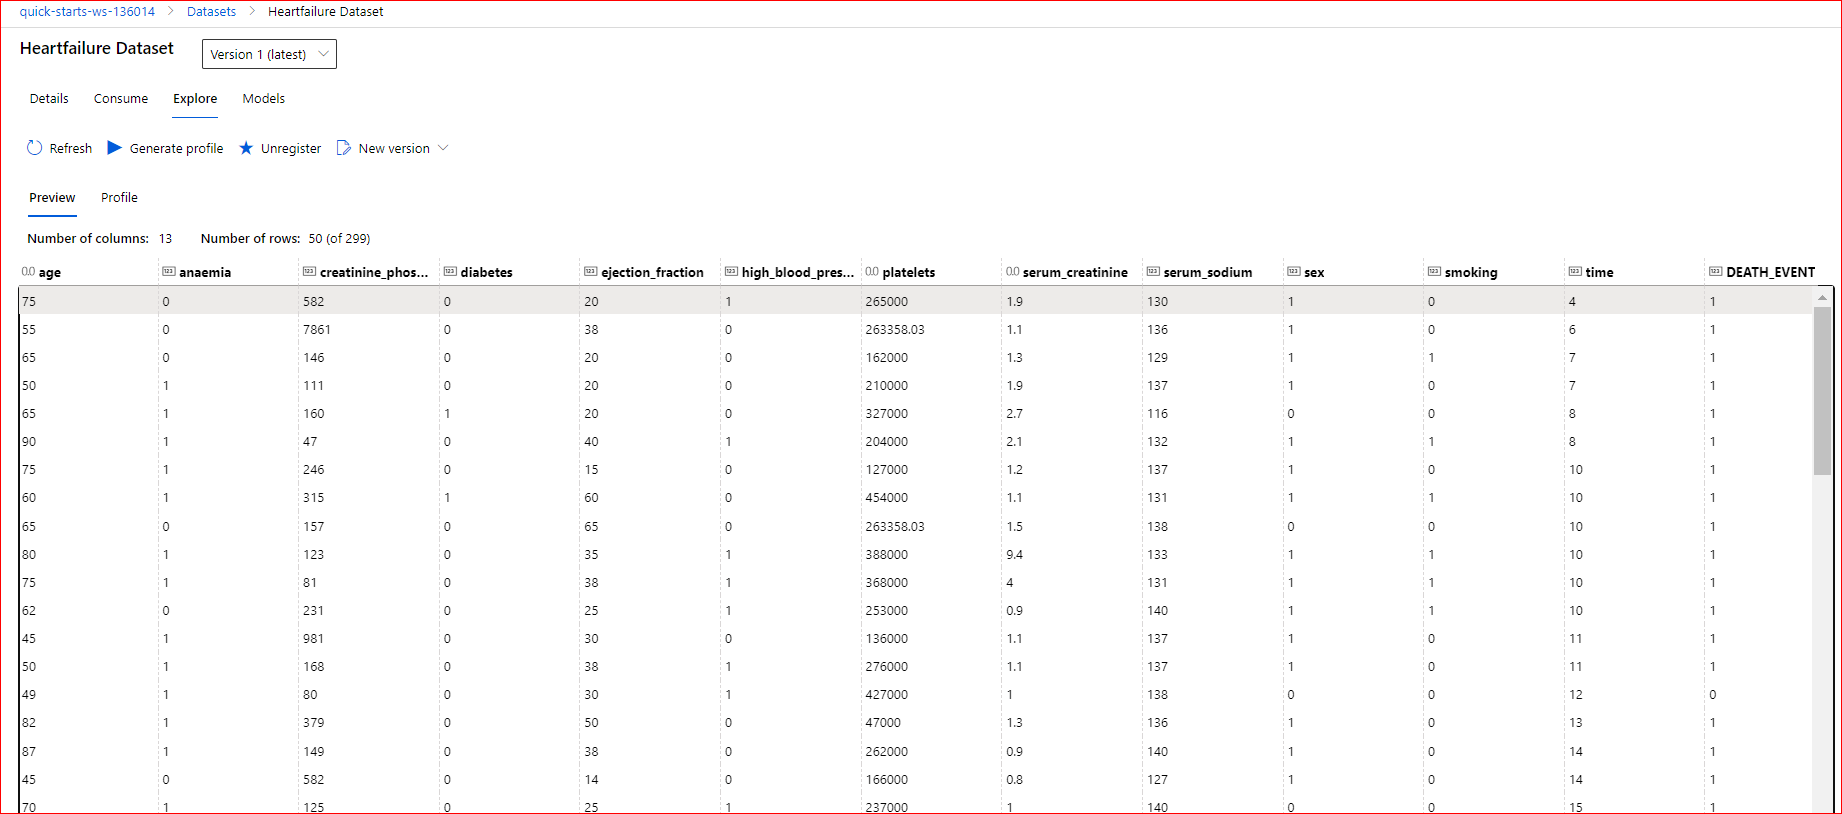 quick-starts-ws-136014 > Datasets > Heartfailure Dataset
Heartfailure Dataset Version 1 (latest)
Details Consume Explore Models
Refresh Generate profile Unregister New version
Preview Profile
Number of columns: 13 Number of rows: 50 (of 299)
0.0 age 123 anaemia 123 creatinine_phos... 123 diabetes 123 ejection_fraction 123 high_blood_pres... 0.0 platelets 0.0 serum_creatinine 123 serum_sodium 123 sex 123 smoking 123 time 123 DEATH_EVENT
75 0 582 0 20 1 265000 1.9 130 1 0 4 1
55 0 7861 0 38 0 263358.03 1.1 136 1 0 6 1
65 0 146 0 20 0 162000 1.3 129 1 1 7 1
50 1 111 0 20 0 210000 1.9 137 1 0 7 1
65 1 160 1 20 0 327000 2.7 116 0 0 8 1
90 1 47 0 40 1 204000 2.1 132 1 1 8 1
75 1 246 0 15 0 127000 1.2 137 1 0 10 1
60 1 315 1 60 0 454000 1.1 131 1 1 10 1
65 0 157 0 65 0 263358.03 1.5 138 0 0 10 1
80 1 123 0 35 1 388000 9.4 133 1 1 10 1
75 1 81 0 38 1 368000 4 131 1 1 10 1
62 0 231 0 25 1 253000 0.9 140 1 1 10 1
45 1 981 0 30 0 136000 1.1 137 1 0 11 1
50 1 168 0 38 1 276000 1.1 137 1 0 11 1
49 1 80 0 30 1 427000 1 138 0 0 12 0
82 1 379 0 50 0 47000 1.3 136 1 0 13 1
87 1 149 0 38 0 262000 0.9 140 1 0 14 1
45 0 582 0 14 0 166000 0.8 127 1 0 14 1
70 1 125 0 25 1 237000 1 140 0 0 15 1